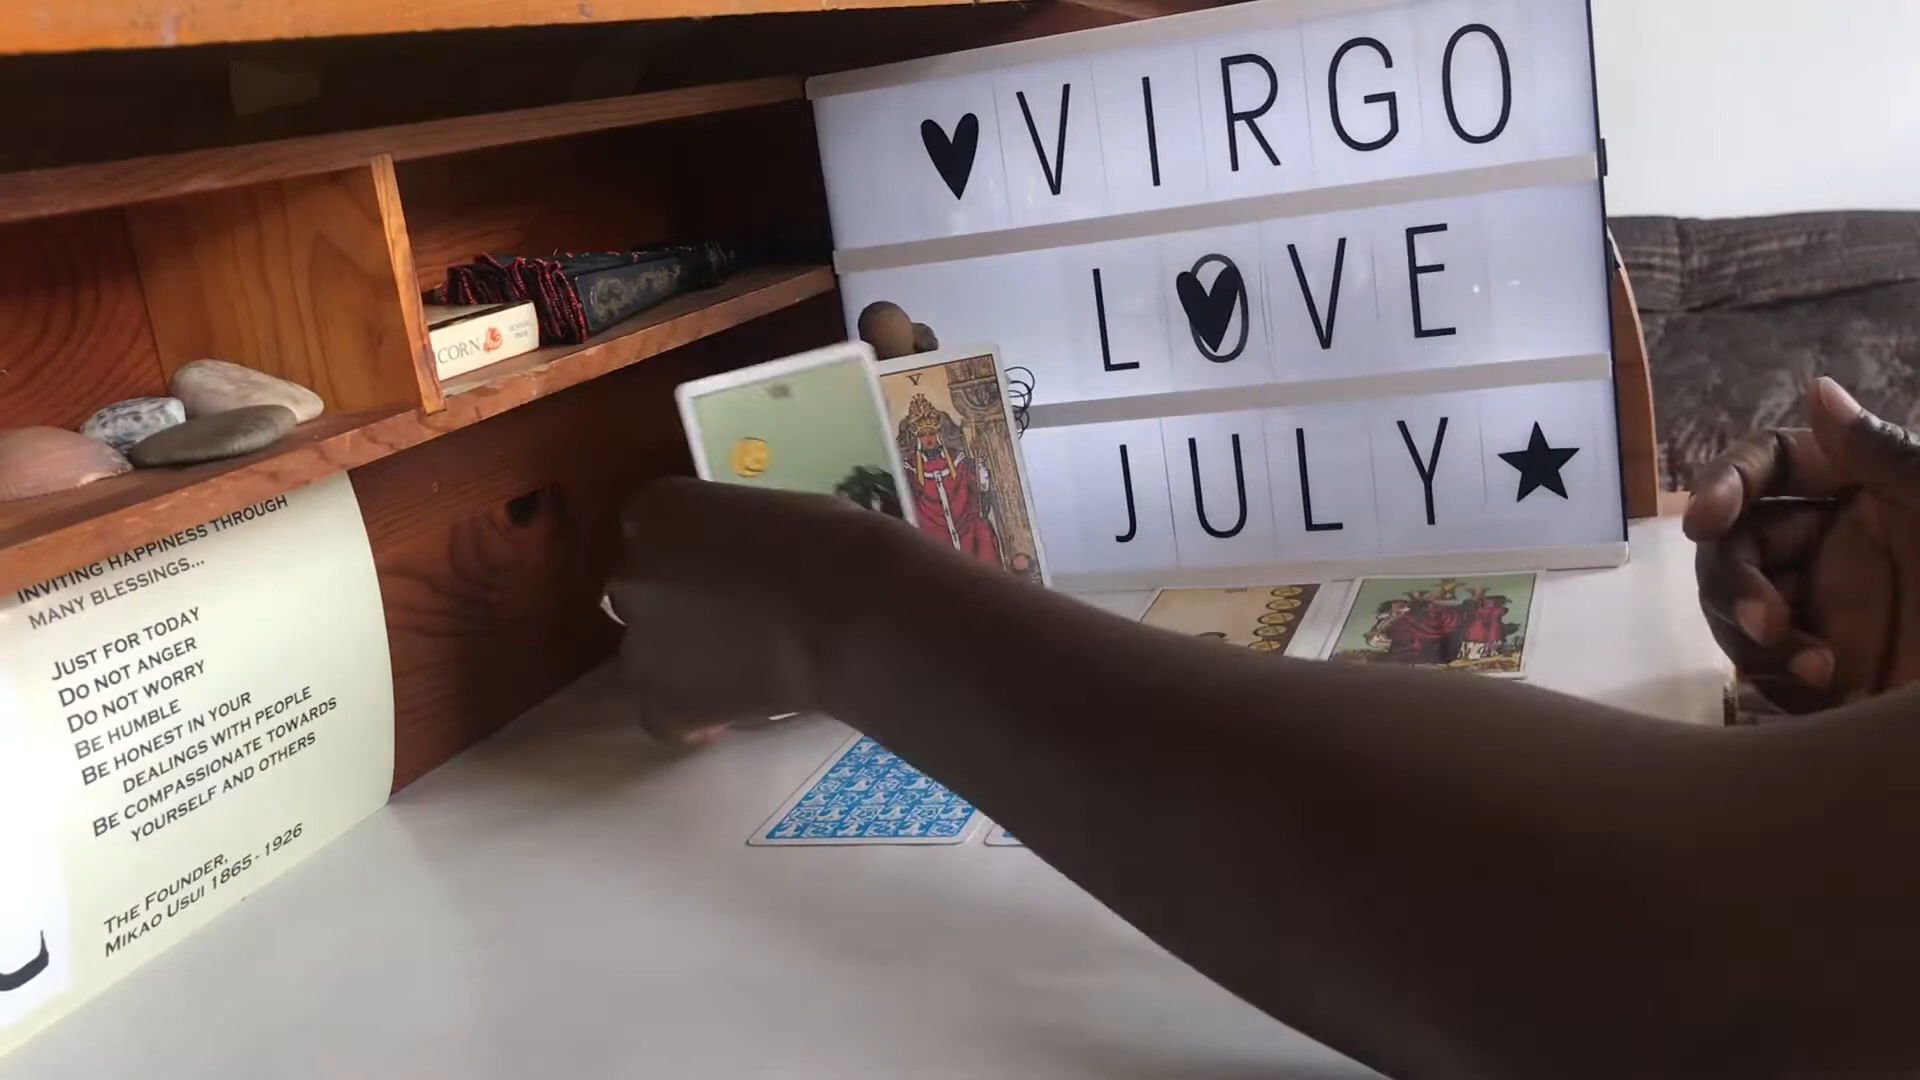 ♥VIRGO
L♥VE
JULY★
CORN
V
INVITING HAPPINESS THROUGH
MANY BLESSINGS...
JUST FOR TODAY
DO NOT ANGER
DO NOT WORRY
BE HUMBLE
BE HONEST IN YOUR
DEALINGS WITH PEOPLE
BE COMPASSIONATE TOWARDS
YOURSELF AND OTHERS
THE FOUNDER,
MIKAO USUI 1865-1926